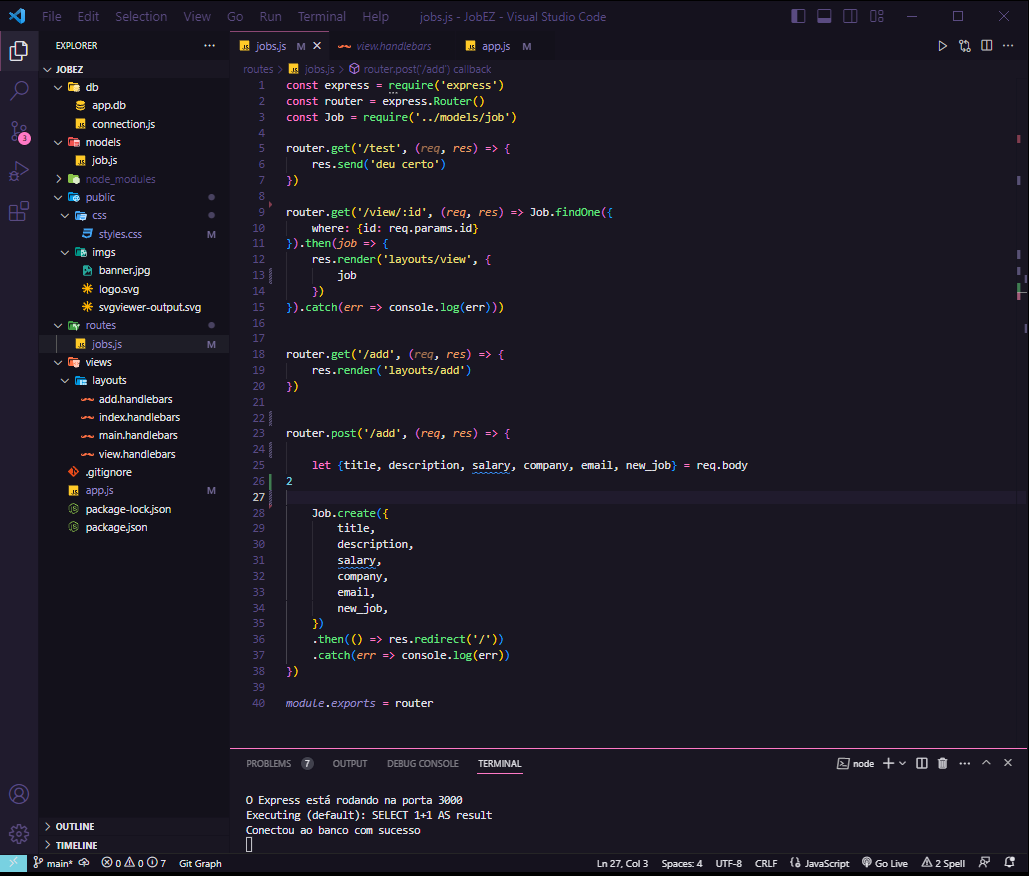 File Edit Selection View Go Run Terminal Help jobs.js - JobEZ - Visual Studio Code
EXPLORER ···
JOBEZ
db
app.db
connection.js
models
job.js
node_modules
public
css
styles.css M
imgs
banner.jpg
logo.svg
svgviewer-output.svg
routes
jobs.js M
views
layouts
add.handlebars
index.handlebars
main.handlebars
view.handlebars
.gitignore
app.js M
package-lock.json
package.json
OUTLINE
TIMELINE
3
jobs.js M view.handlebars app.js M
routes > jobs.js > router.post('/add') callback
1 const express = require('express')
2 const router = express.Router()
3 const Job = require('../models/job')
4
5 router.get('/test', (req, res) => {
6     res.send('deu certo')
7 })
8
9 router.get('/view/:id', (req, res) => Job.findOne({
10     where: {id: req.params.id}
11 }).then(job => {
12     res.render('layouts/view', {
13         job
14     })
15 }).catch(err => console.log(err)))
16
17
18 router.get('/add', (req, res) => {
19     res.render('layouts/add')
20 })
21
22
23 router.post('/add', (req, res) => {
24
25     let {title, description, salary, company, email, new_job} = req.body
26 2
27
28     Job.create({
29         title,
30         description,
31         salary,
32         company,
33         email,
34         new_job,
35     })
36     .then(() => res.redirect('/'))
37     .catch(err => console.log(err))
38 })
39
40 module.exports = router
PROBLEMS 7 OUTPUT DEBUG CONSOLE TERMINAL node
O Express está rodando na porta 3000
Executing (default): SELECT 1+1 AS result
Conectou ao banco com sucesso
main* 0 0 7 Git Graph Ln 27, Col 3 Spaces: 4 UTF-8 CRLF JavaScript Go Live 2 Spell